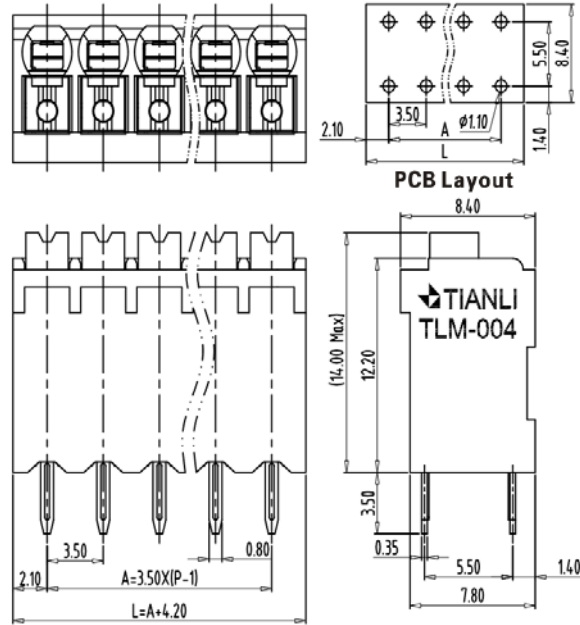 5.50
8.40
3.50
A
ø1.10
2.10
L
1.40
PCB Layout
8.40
TIANLI
TLM-004
(14.00 Max)
12.20
3.50
3.50
0.80
0.35
2.10
A=3.50X(P-1)
5.50
1.40
L=A+4.20
7.80